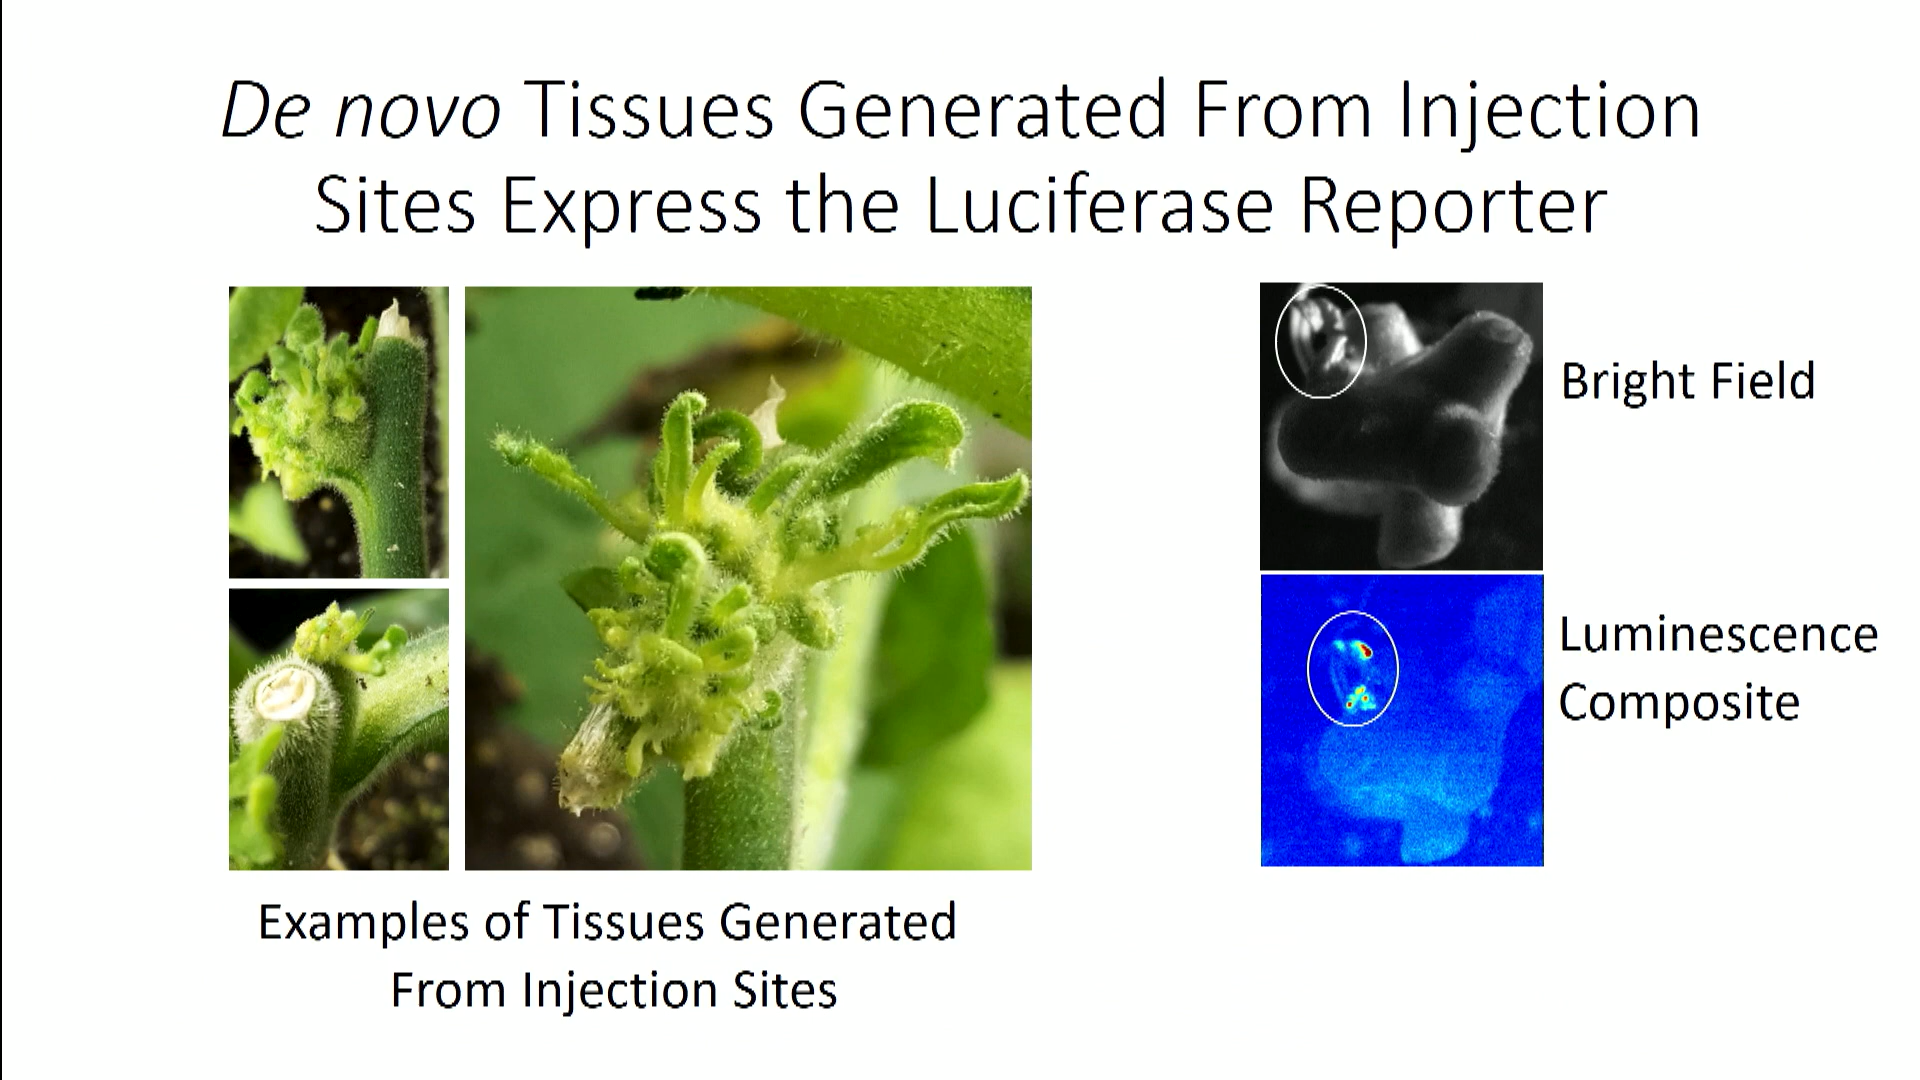 De novo Tissues Generated From Injection
Sites Express the Luciferase Reporter
Bright Field
Luminescence
Composite
Examples of Tissues Generated
From Injection Sites